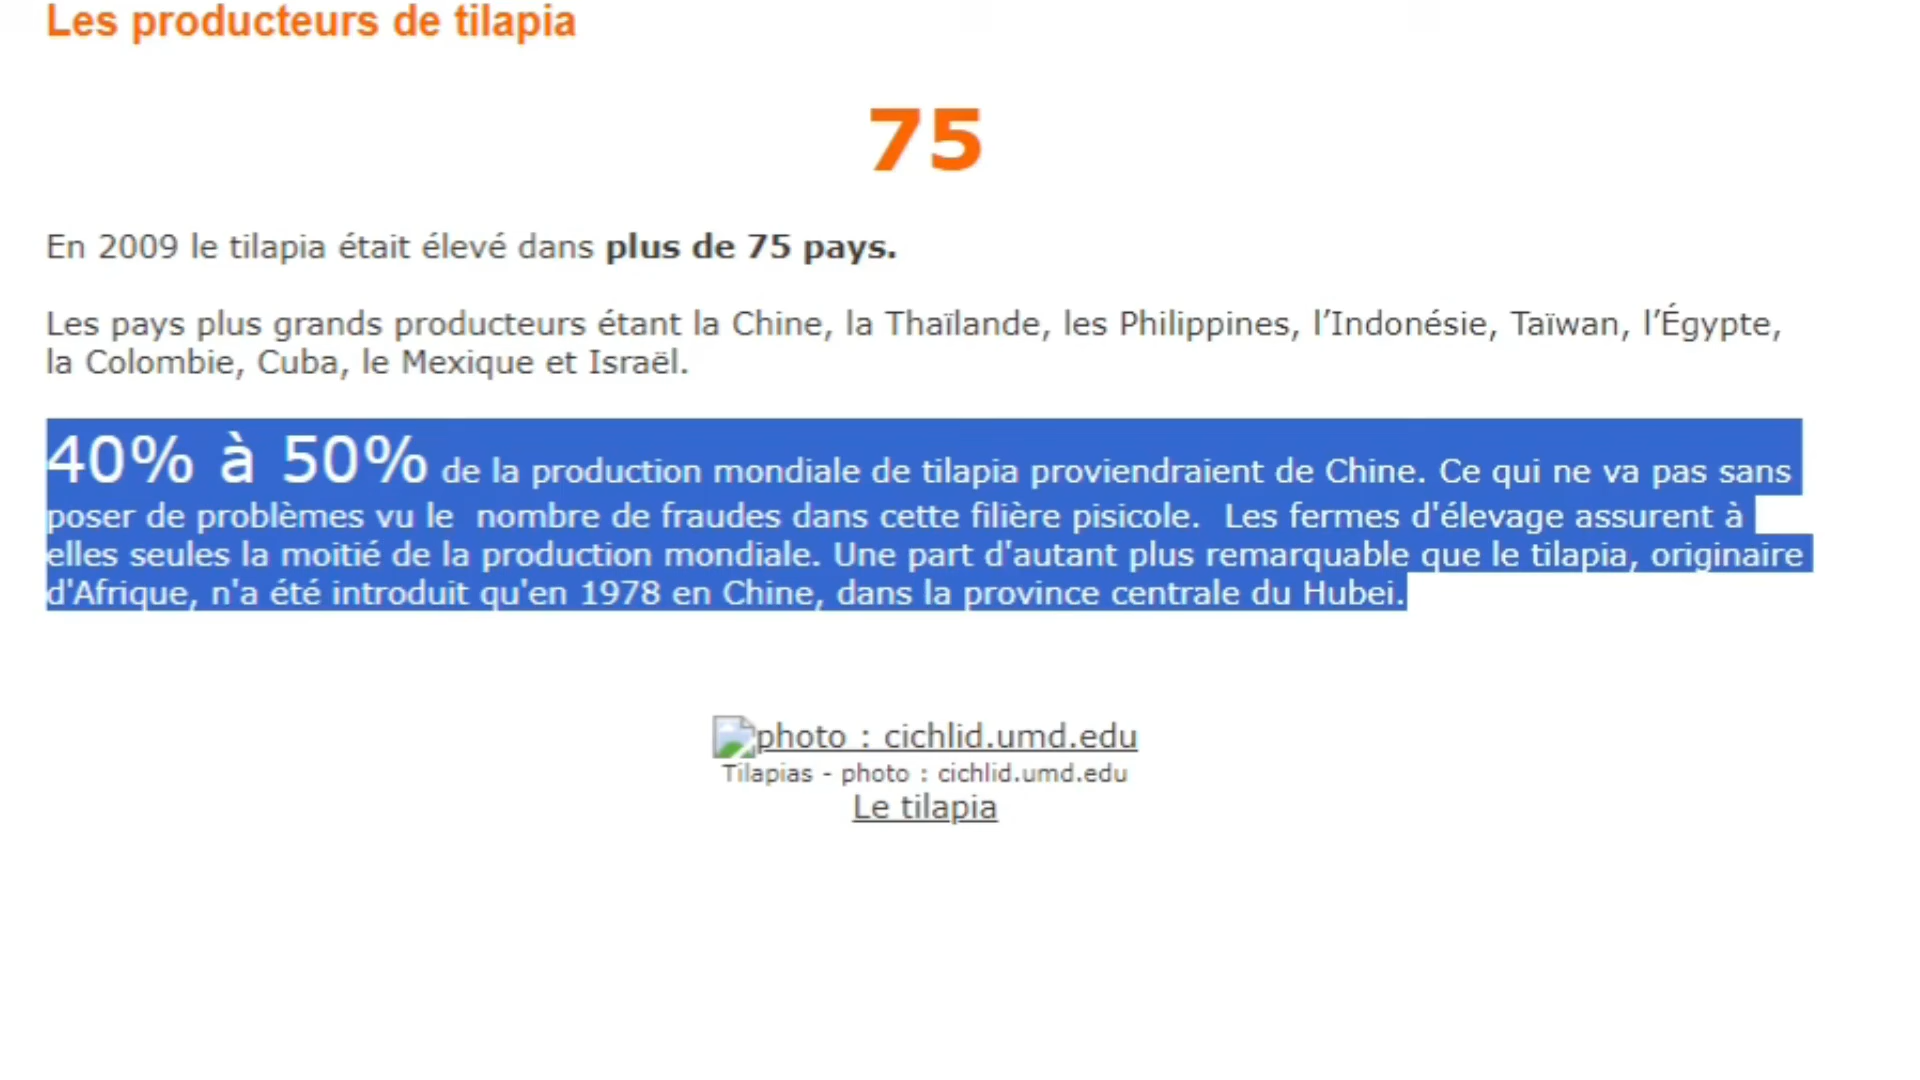 Les producteurs de tilapia
75
En 2009 le tilapia était élevé dans plus de 75 pays.
Les pays plus grands producteurs étant la Chine, la Thaïlande, les Philippines, l’Indonésie, Taïwan, l’Égypte,
la Colombie, Cuba, le Mexique et Israël.
40% à 50% de la production mondiale de tilapia proviendraient de Chine. Ce qui ne va pas sans
poser de problèmes vu le  nombre de fraudes dans cette filière pisicole.  Les fermes d'élevage assurent à
elles seules la moitié de la production mondiale. Une part d'autant plus remarquable que le tilapia, originaire
d'Afrique, n'a été introduit qu'en 1978 en Chine, dans la province centrale du Hubei.
photo : cichlid.umd.edu
Tilapias - photo : cichlid.umd.edu
Le tilapia